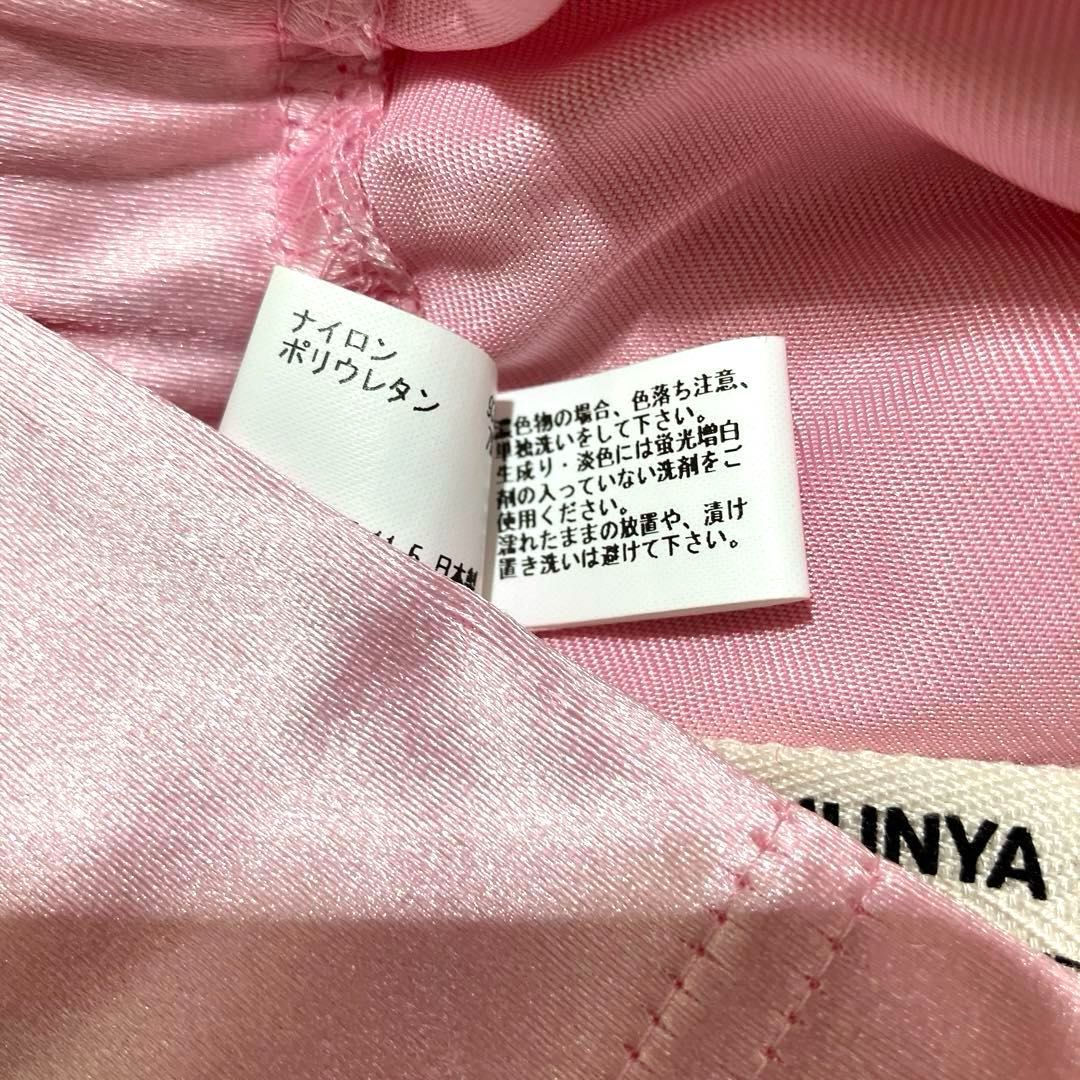 ナイロン
ポリウレタン
5 日本製
濃色物の場合、色落ち注意、
単独洗いをして下さい。
生成り・淡色には蛍光増白
剤の入っていない洗剤をご
使用ください。
濡れたままの放置や、漬け
置き洗いは避けて下さい。
JUNYA